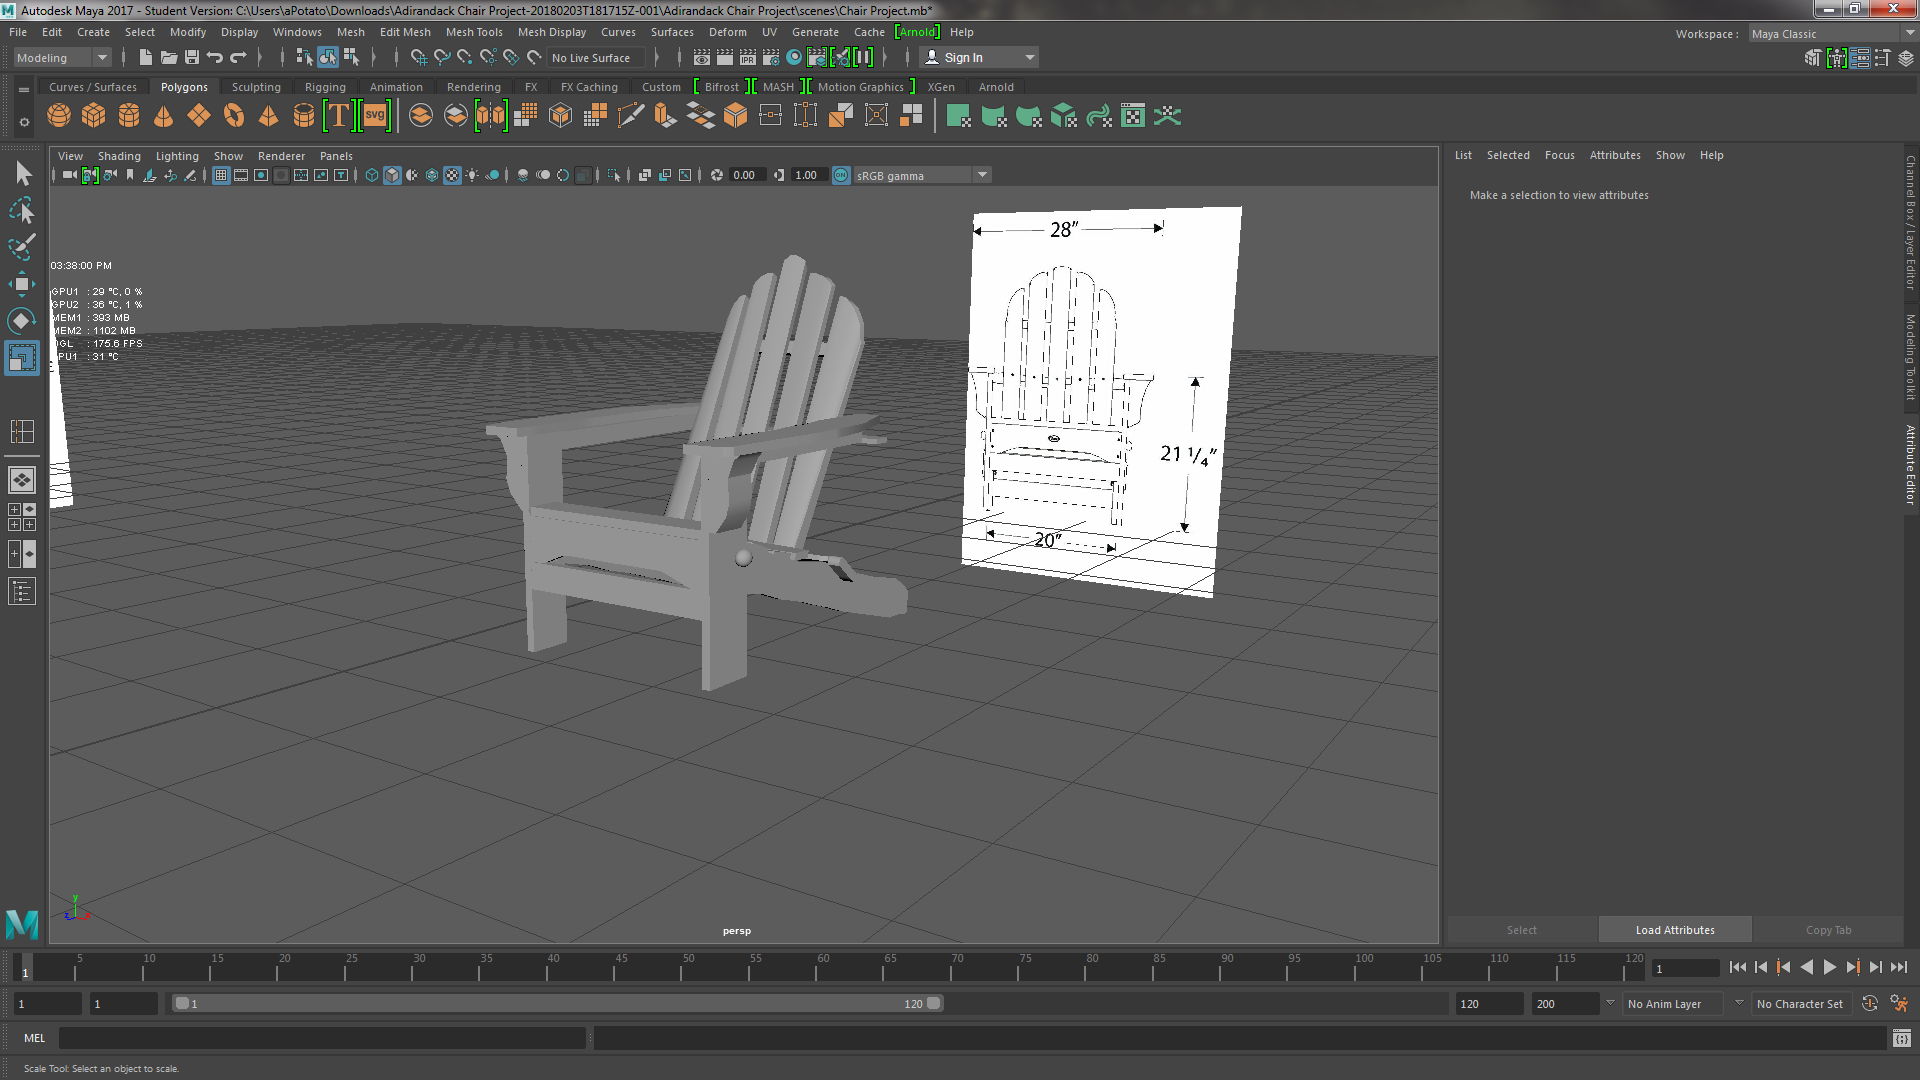 Autodesk Maya 2017 - Student Version: C:\Users\aPotato\Downloads\Adirandack Chair Project-20180203T181715Z-001\Adirandack Chair Project\scenes\Chair Project.mb*
File Edit Create Select Modify Display Windows Mesh Edit Mesh Mesh Tools Mesh Display Curves Surfaces Deform UV Generate Cache [Arnold] Help
Workspace : Maya Classic
Modeling No Live Surface IPR Sign In
Curves / Surfaces Polygons Sculpting Rigging Animation Rendering FX FX Caching Custom [ Bifrost ][ MASH ][ Motion Graphics ] XGen Arnold
T SVG
View Shading Lighting Show Renderer Panels
0.00 1.00 ON sRGB gamma
List Selected Focus Attributes Show Help
Make a selection to view attributes
Channel Box / Layer Editor
Modeling Toolkit
Attribute Editor
03:38:00 PM
GPU1 : 29 °C, 0 %
GPU2 : 36 °C, 1 %
MEM1 : 393 MB
MEM2 : 1102 MB
OGL : 175.6 FPS
PU1 : 31 °C
28"
21 1/4"
20"
y
z x
persp
Select Load Attributes Copy Tab
1 5 10 15 20 25 30 35 40 45 50 55 60 65 70 75 80 85 90 95 100 105 110 115 120 1
1 1 1 120 120 200 No Anim Layer No Character Set
MEL
Scale Tool: Select an object to scale.